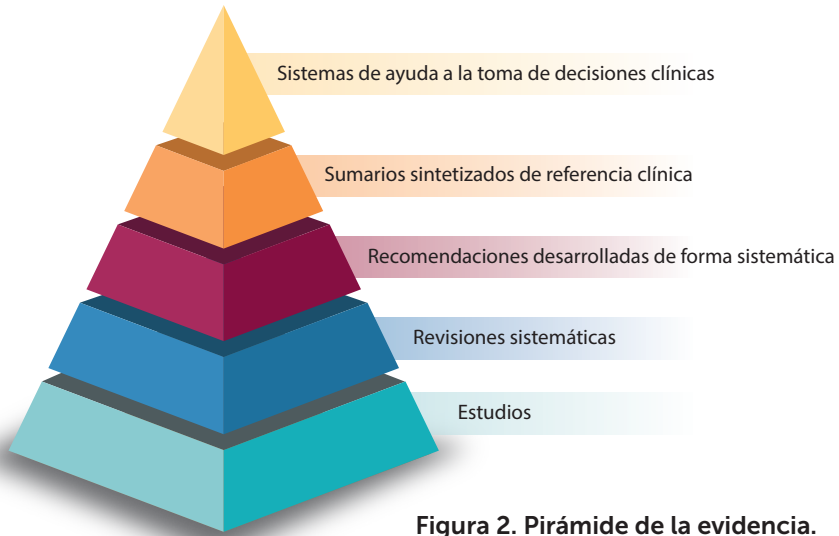 Sistemas de ayuda a la toma de decisiones clínicas
Sumarios sintetizados de referencia clínica
Recomendaciones desarrolladas de forma sistemática
Revisiones sistemáticas
Estudios
Figura 2. Pirámide de la evidencia.